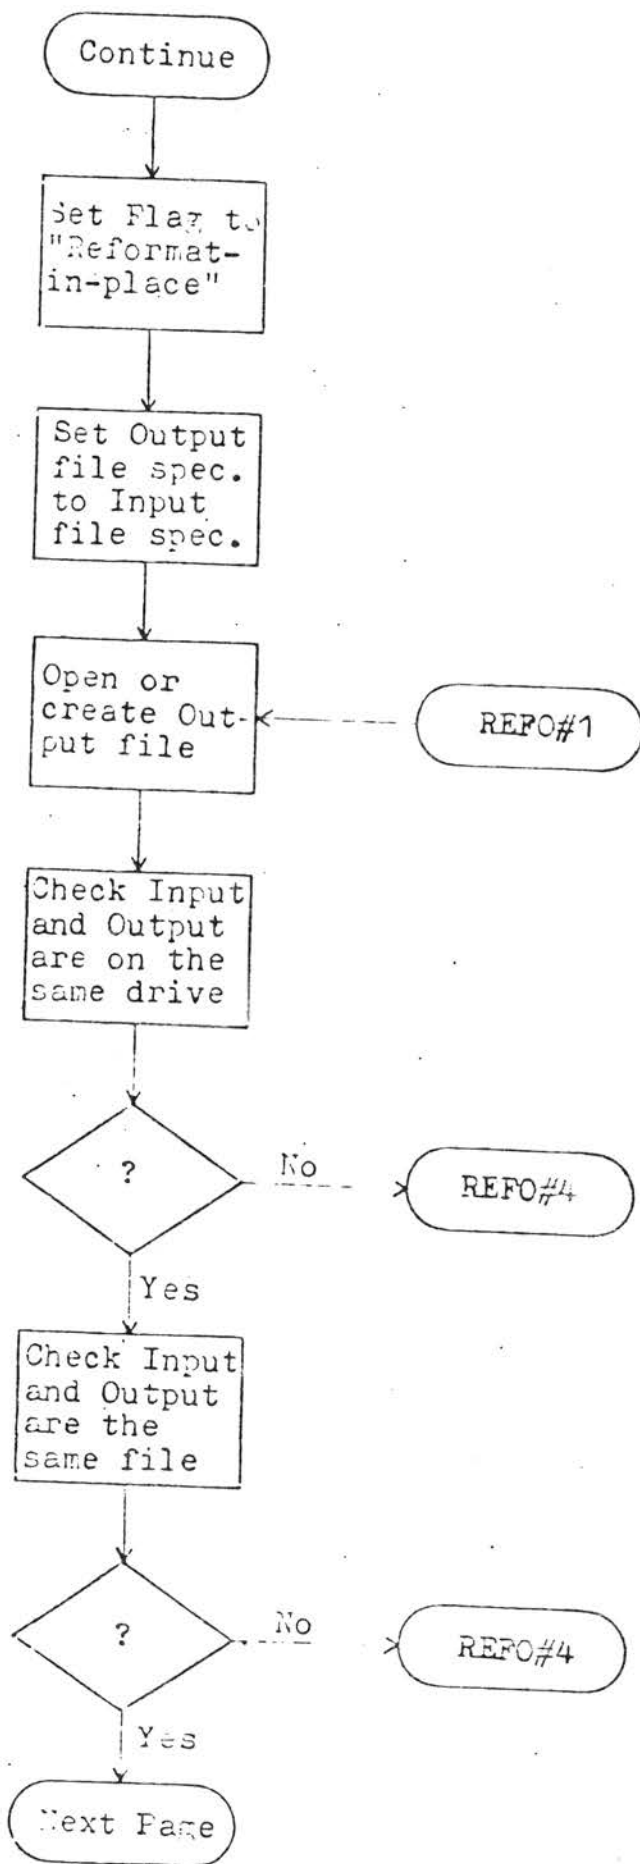 Continue
Set Flag to
"Reformat-
in-place"
Set Output
file spec.
to Input
file spec.
Open or
create Out-
put file
REFO#1
Check Input
and Output
are on the
same drive
?
No
REFO#4
Yes
Check Input
and Output
are the
same file
?
No
REFO#4
Yes
Next Page